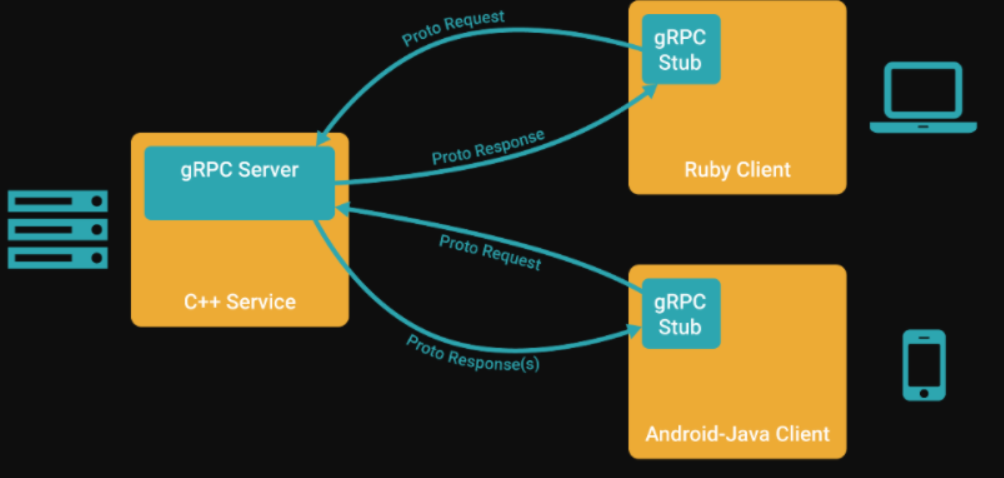 Proto Request
gRPC
Stub
Ruby Client
Proto Response
gRPC Server
C++ Service
Proto Request
gRPC
Stub
Proto Response(s)
Android-Java Client